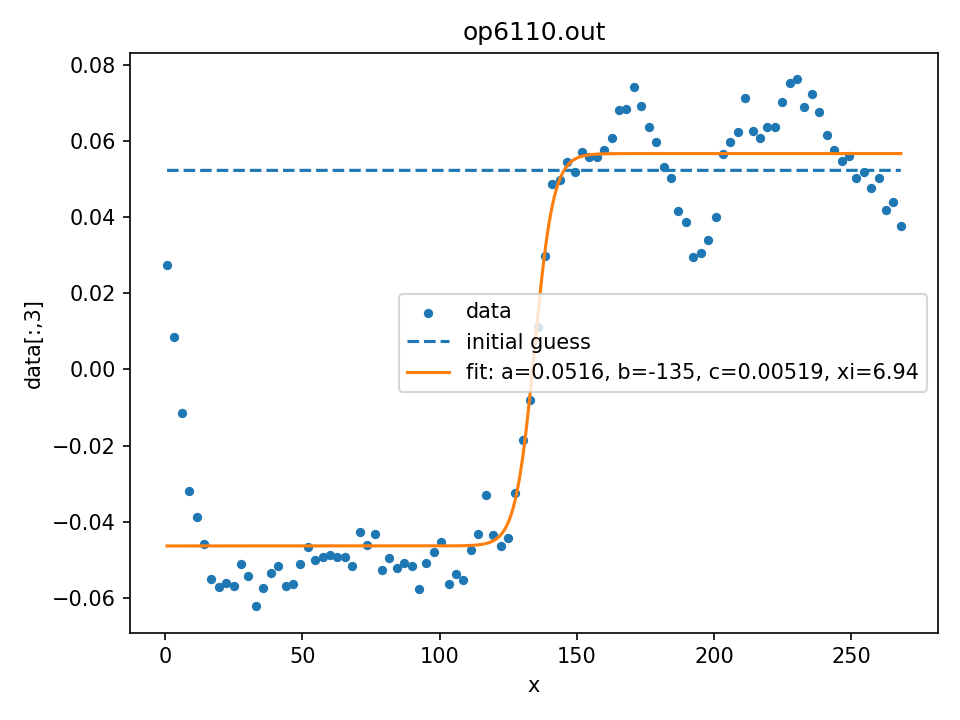 op6110.out
0.08
0.06
0.04
0.02
0.00
−0.02
−0.04
−0.06
data[:,3]
data
initial guess
fit: a=0.0516, b=-135, c=0.00519, xi=6.94
0 50 100 150 200 250
x